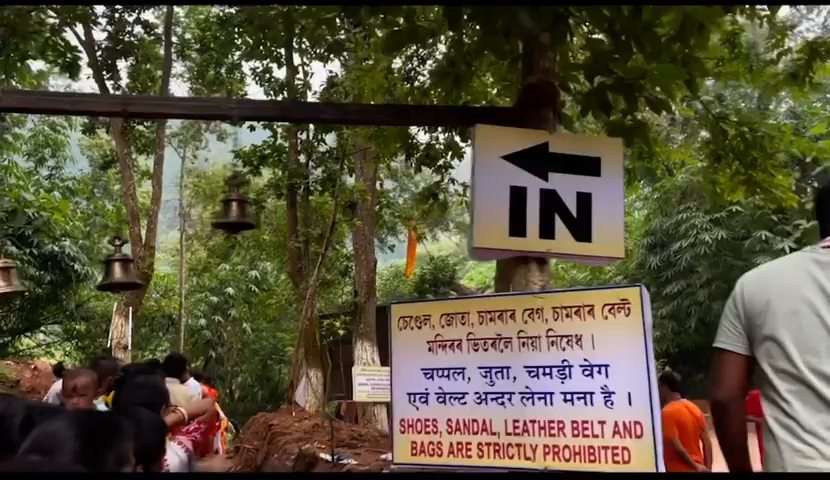 IN
চেণ্ডেল, জোতা, চামৰাৰ বেগ, চামৰাৰ বেল্ট
মন্দিৰৰ ভিতৰলৈ নিয়া নিষেধ ।
चप्पल, जुता, चमड़ी वेग
एवं वेल्ट अन्दर लेना मना है ।
SHOES, SANDAL, LEATHER BELT AND
BAGS ARE STRICTLY PROHIBITED